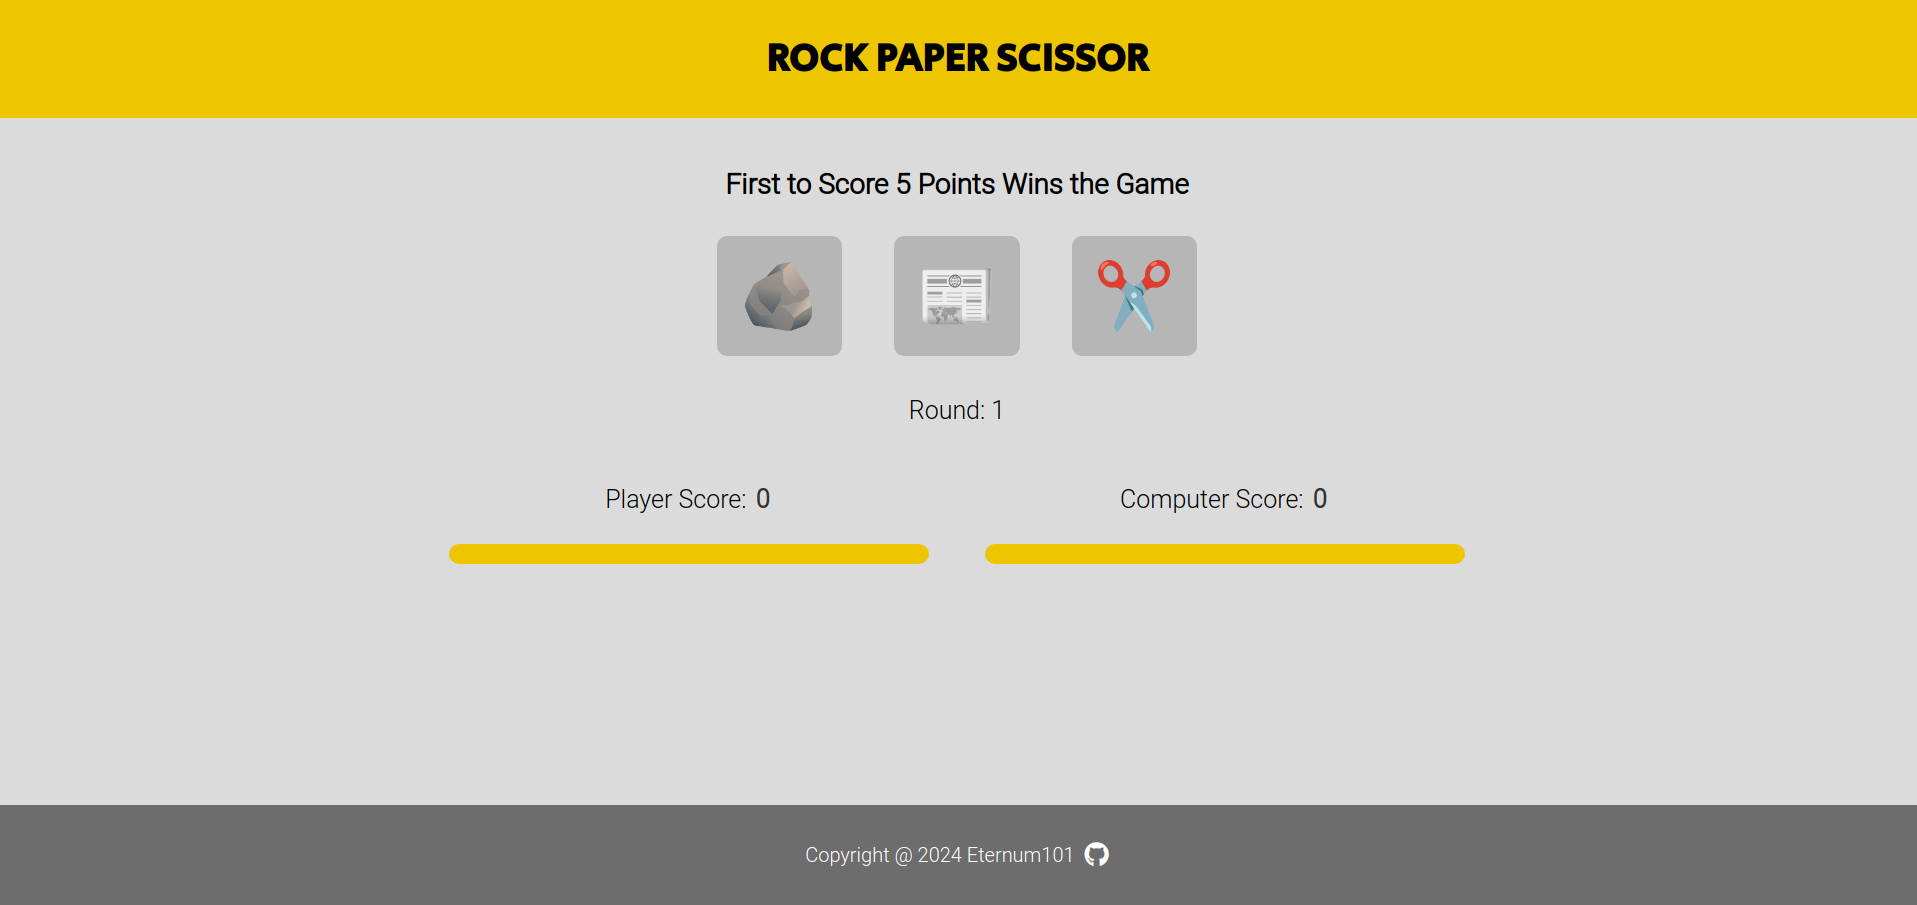 ROCK PAPER SCISSOR
First to Score 5 Points Wins the Game
Round: 1
Player Score: 0
Computer Score: 0
Copyright @ 2024 Eternum101